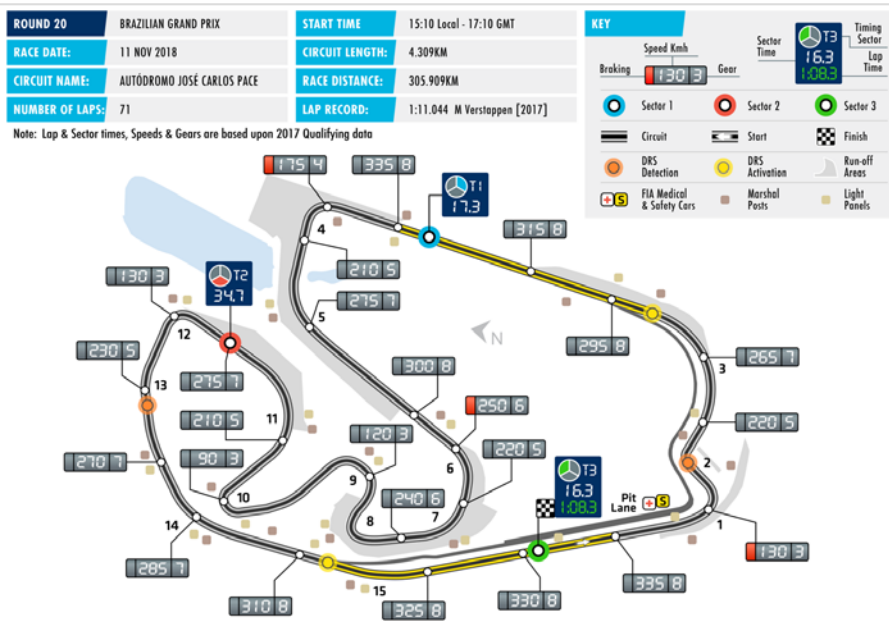 ROUND 20 BRAZILIAN GRAND PRIX
RACE DATE: 11 NOV 2018
CIRCUIT NAME: AUTÓDROMO JOSÉ CARLOS PACE
NUMBER OF LAPS: 71
START TIME 15:10 Local - 17:10 GMT
CIRCUIT LENGTH: 4.309KM
RACE DISTANCE: 305.909KM
LAP RECORD: 1:11.044 M Verstappen [2017]
Note: Lap & Sector times, Speeds & Gears are based upon 2017 Qualifying data
KEY
Speed Kmh
Braking 130 3 Gear
Sector Time
T3
16.3
1:08.3
Timing Sector
Lap Time
Sector 1
Sector 2
Sector 3
Circuit
Start
Finish
DRS Detection
DRS Activation
Run-off Areas
+ S FIA Medical & Safety Cars
Marshal Posts
Light Panels
175 4
335 8
T1
17.3
4
315 8
210 5
130 3
T2
34.7
275 7
5
12
N
295 8
3
265 7
230 5
13
300 8
275 7
250 6
210 5
11
120 3
220 5
270 7
90 3
9
6
220 5
2
T3
16.3
1:08.3
10
240 6
Pit Lane + S
14
8
7
1
130 3
285 7
310 8
15
325 8
330 8
335 8